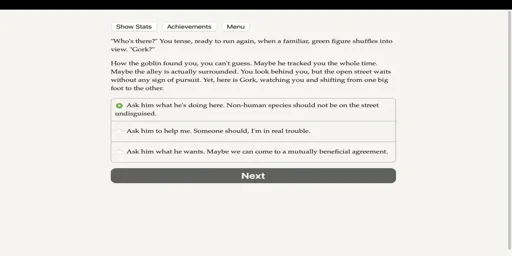 Show Stats
Achievements
Menu
"Who's there?" You tense, ready to run again, when a familiar, green figure shuffles into
view. "Gork?"
How the goblin found you, you can't guess. Maybe he tracked you the whole time.
Maybe the alley is actually surrounded. You look behind you, but the open street waits
without any sign of pursuit. Yet, here is Gork, watching you and shifting from one big
foot to the other.
Ask him what he's doing here. Non-human species should not be on the street
undinguised.
Ask him to help me. Someone should, I'm in real trouble.
Ask him what he wants. Maybe we can come to a mutually beneficial agreement.
Next